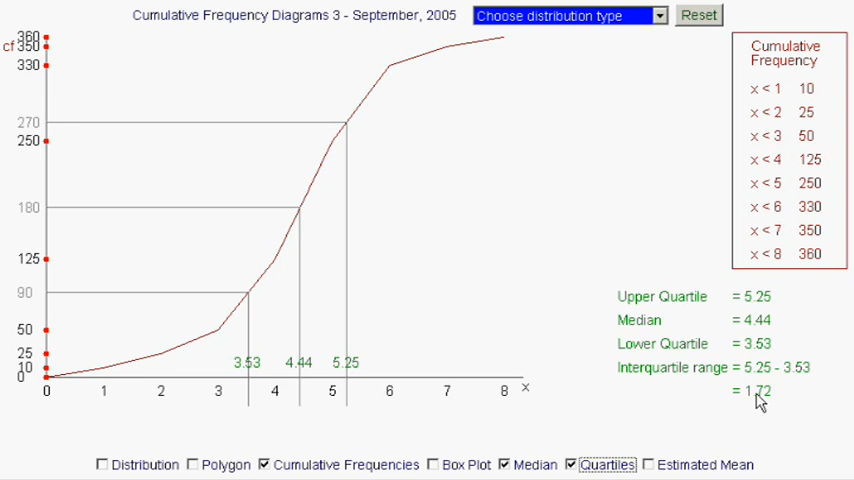 Cumulative Frequency Diagrams 3 - September, 2005
Choose distribution type
Reset
cf
360
350
330
270
250
180
125
90
50
25
10
0
3.53 4.44 5.25
0 1 2 3 4 5 6 7 8 x
Cumulative
Frequency
x < 1 10
x < 2 25
x < 3 50
x < 4 125
x < 5 250
x < 6 330
x < 7 350
x < 8 360
Upper Quartile = 5.25
Median = 4.44
Lower Quartile = 3.53
Interquartile range = 5.25 - 3.53
= 1.72
Distribution Polygon Cumulative Frequencies Box Plot Median Quartiles Estimated Mean